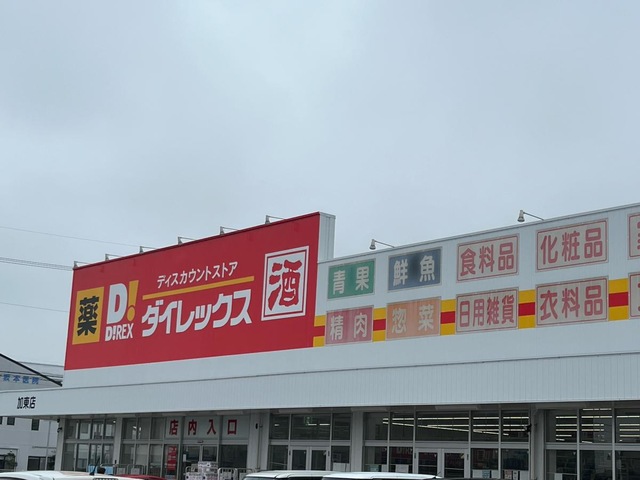 薬
D!
DIREX
ディスカウントストア
ダイレックス
酒
青果
鮮魚
食料品
化粧品
精肉
惣菜
日用雑貨
衣料品
加東店
店内入口